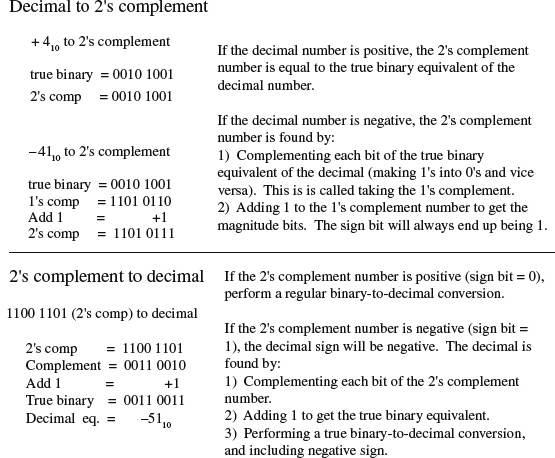 Decimal to 2's complement
+ 4₁₀ to 2's complement
true binary = 0010 1001
2's comp = 0010 1001
If the decimal number is positive, the 2's complement
number is equal to the true binary equivalent of the
decimal number.
−41₁₀ to 2's complement
true binary = 0010 1001
1's comp = 1101 0110
Add 1 = +1
2's comp = 1101 0111
If the decimal number is negative, the 2's complement
number is found by:
1) Complementing each bit of the true binary
equivalent of the decimal (making 1's into 0's and vice
versa). This is is called taking the 1's complement.
2) Adding 1 to the 1's complement number to get the
magnitude bits. The sign bit will always end up being 1.
2's complement to decimal
1100 1101 (2's comp) to decimal
2's comp = 1100 1101
Complement = 0011 0010
Add 1 = +1
True binary = 0011 0011
Decimal eq. = −51₁₀
If the 2's complement number is positive (sign bit = 0),
perform a regular binary-to-decimal conversion.
If the 2's complement number is negative (sign bit =
1), the decimal sign will be negative. The decimal is
found by:
1) Complementing each bit of the 2's complement
number.
2) Adding 1 to get the true binary equivalent.
3) Performing a true binary-to-decimal conversion,
and including negative sign.